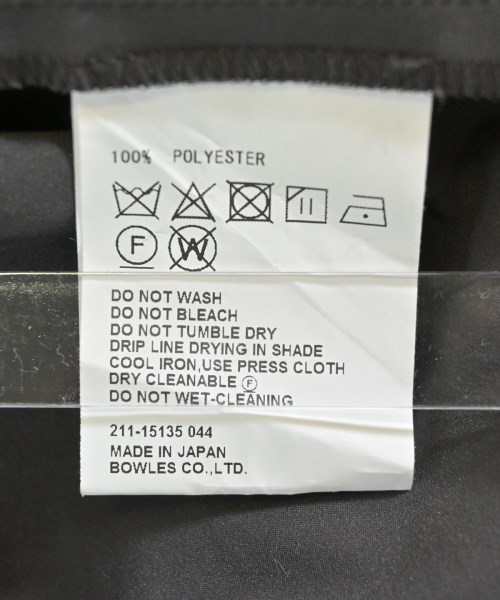 100% POLYESTER
F W
DO NOT WASH
DO NOT BLEACH
DO NOT TUMBLE DRY
DRIP LINE DRYING IN SHADE
COOL IRON,USE PRESS CLOTH
DRY CLEANABLE Ⓕ
DO NOT WET-CLEANING
211-15135 044
MADE IN JAPAN
BOWLES CO.,LTD.